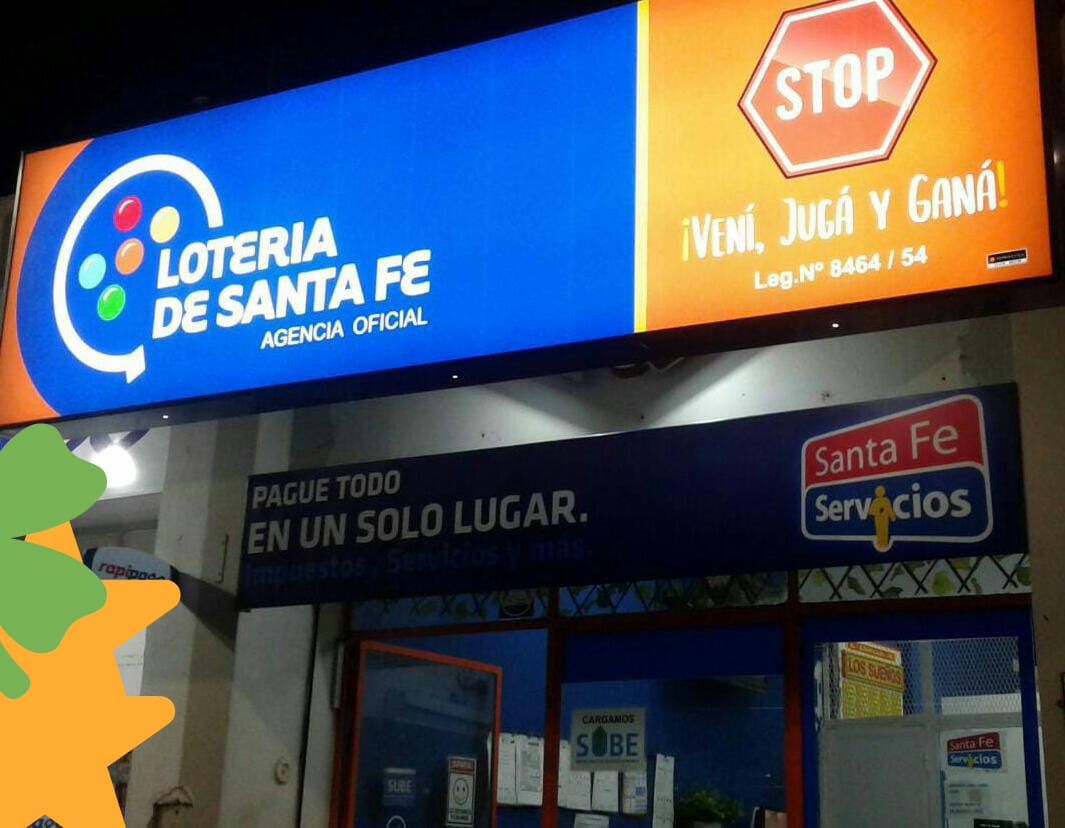 STOP
¡VENÍ, JUGÁ Y GANÁ!
Leg.Nº 8464 / 54
LOTERIA
DE SANTA FE
AGENCIA OFICIAL
PAGUE TODO
EN UN SOLO LUGAR.
Impuestos, Servicios y más.
Santa Fe
Servicios
rapipago
LOS SUEÑOS
CARGAMOS
SUBE
Santa Fe
Servicios
SUBE